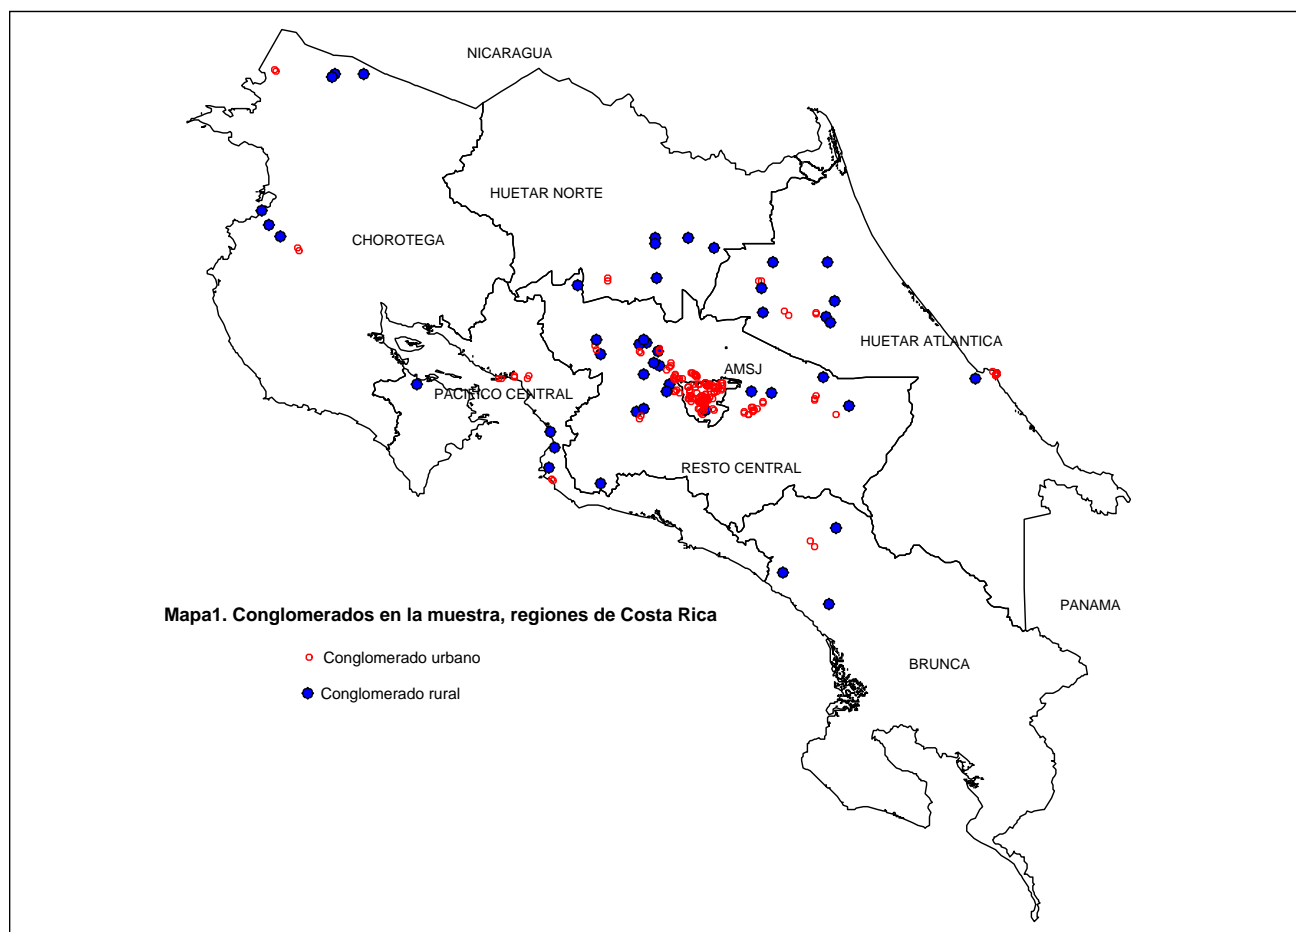 NICARAGUA
HUETAR NORTE
CHOROTEGA
HUETAR ATLANTICA
AMSJ
PACIFICO CENTRAL
RESTO CENTRAL
PANAMA
Mapa1. Conglomerados en la muestra, regiones de Costa Rica
Conglomerado urbano
BRUNCA
Conglomerado rural